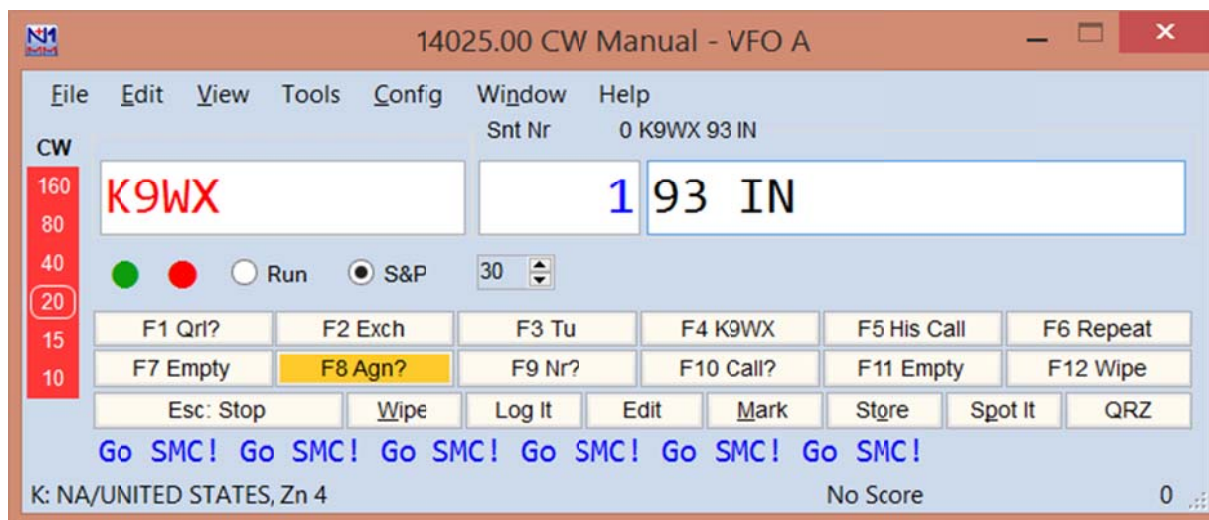 N1 MM
14025.00 CW Manual - VFO A
File Edit View Tools Config Window Help
Snt Nr 0 K9WX 93 IN
CW
160
80
40
20
15
10
K9WX 1 93 IN
Run S&P 30
F1 Qrl? F2 Exch F3 Tu F4 K9WX F5 His Call F6 Repeat
F7 Empty F8 Agn? F9 Nr? F10 Call? F11 Empty F12 Wipe
Esc: Stop Wipe Log It Edit Mark Store Spot It QRZ
Go SMC! Go SMC! Go SMC! Go SMC! Go SMC! Go SMC!
K: NA/UNITED STATES, Zn 4 No Score 0